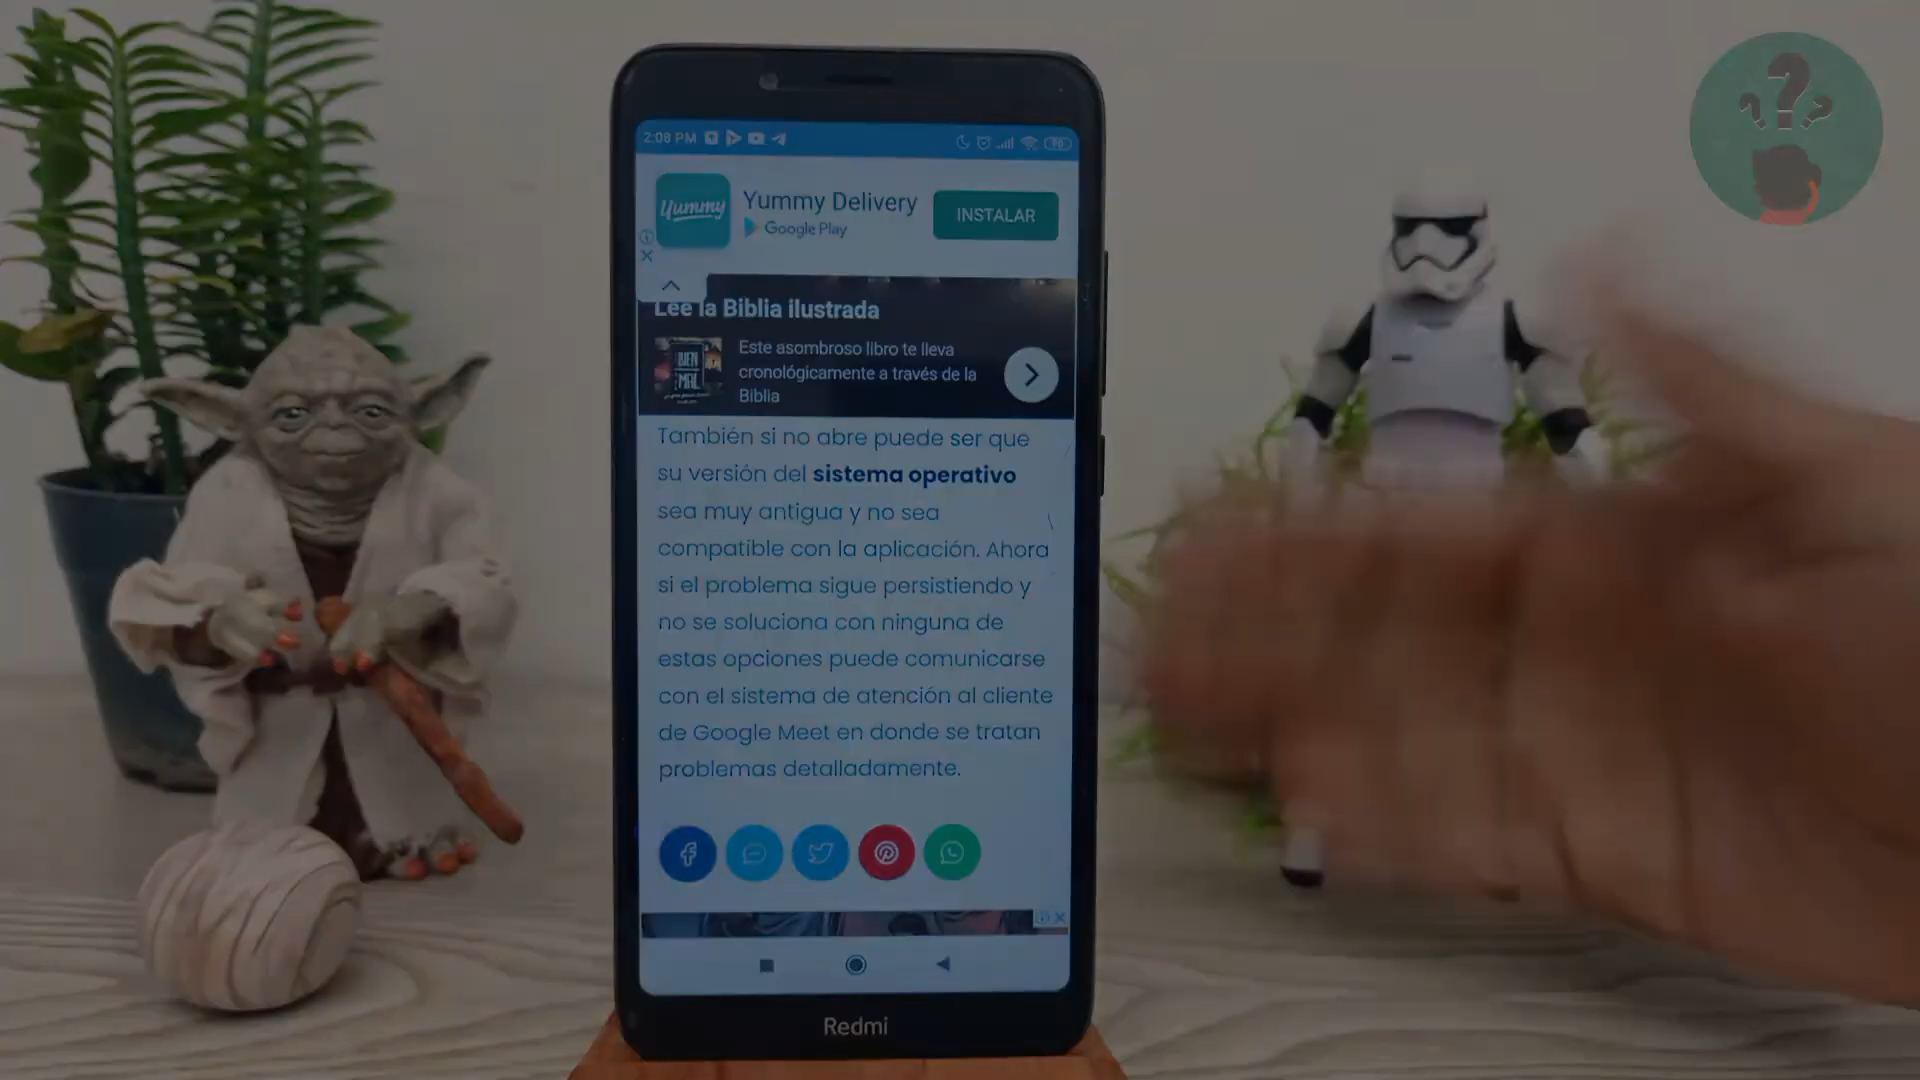 2:08 PM
90
Yummy
Yummy Delivery
Google Play
INSTALAR
Lee la Biblia ilustrada
BIEN
MAL
Este asombroso libro te lleva
cronológicamente a través de la
Biblia
También si no abre puede ser que
su versión del sistema operativo
sea muy antigua y no sea
compatible con la aplicación. Ahora
si el problema sigue persistiendo y
no se soluciona con ninguna de
estas opciones puede comunicarse
con el sistema de atención al cliente
de Google Meet en donde se tratan
problemas detalladamente.
Redmi